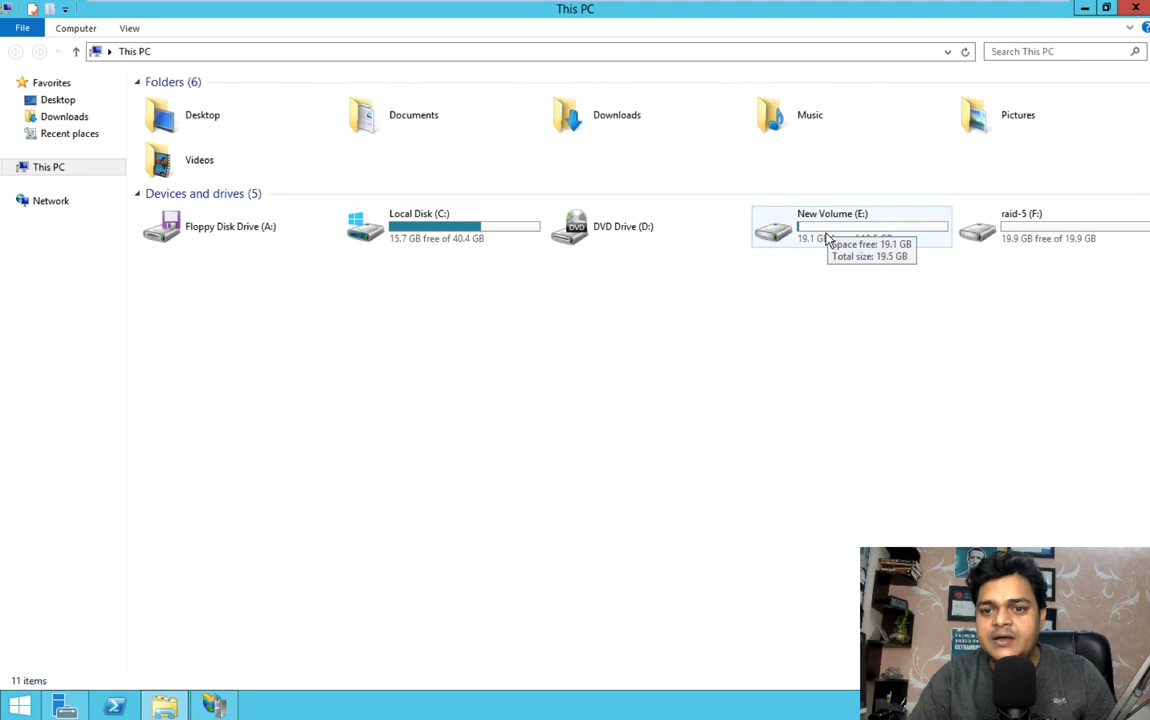 This PC
File
Computer
View
This PC
Search This PC
Favorites
Desktop
Downloads
Recent places
This PC
Network
Folders (6)
Desktop
Documents
Downloads
Music
Pictures
Videos
Devices and drives (5)
Floppy Disk Drive (A:)
Local Disk (C:)
15.7 GB free of 40.4 GB
DVD Drive (D:)
DVD
New Volume (E:)
19.1 G
Space free: 19.1 GB
Total size: 19.5 GB
raid-5 (F:)
19.9 GB free of 19.9 GB
11 items